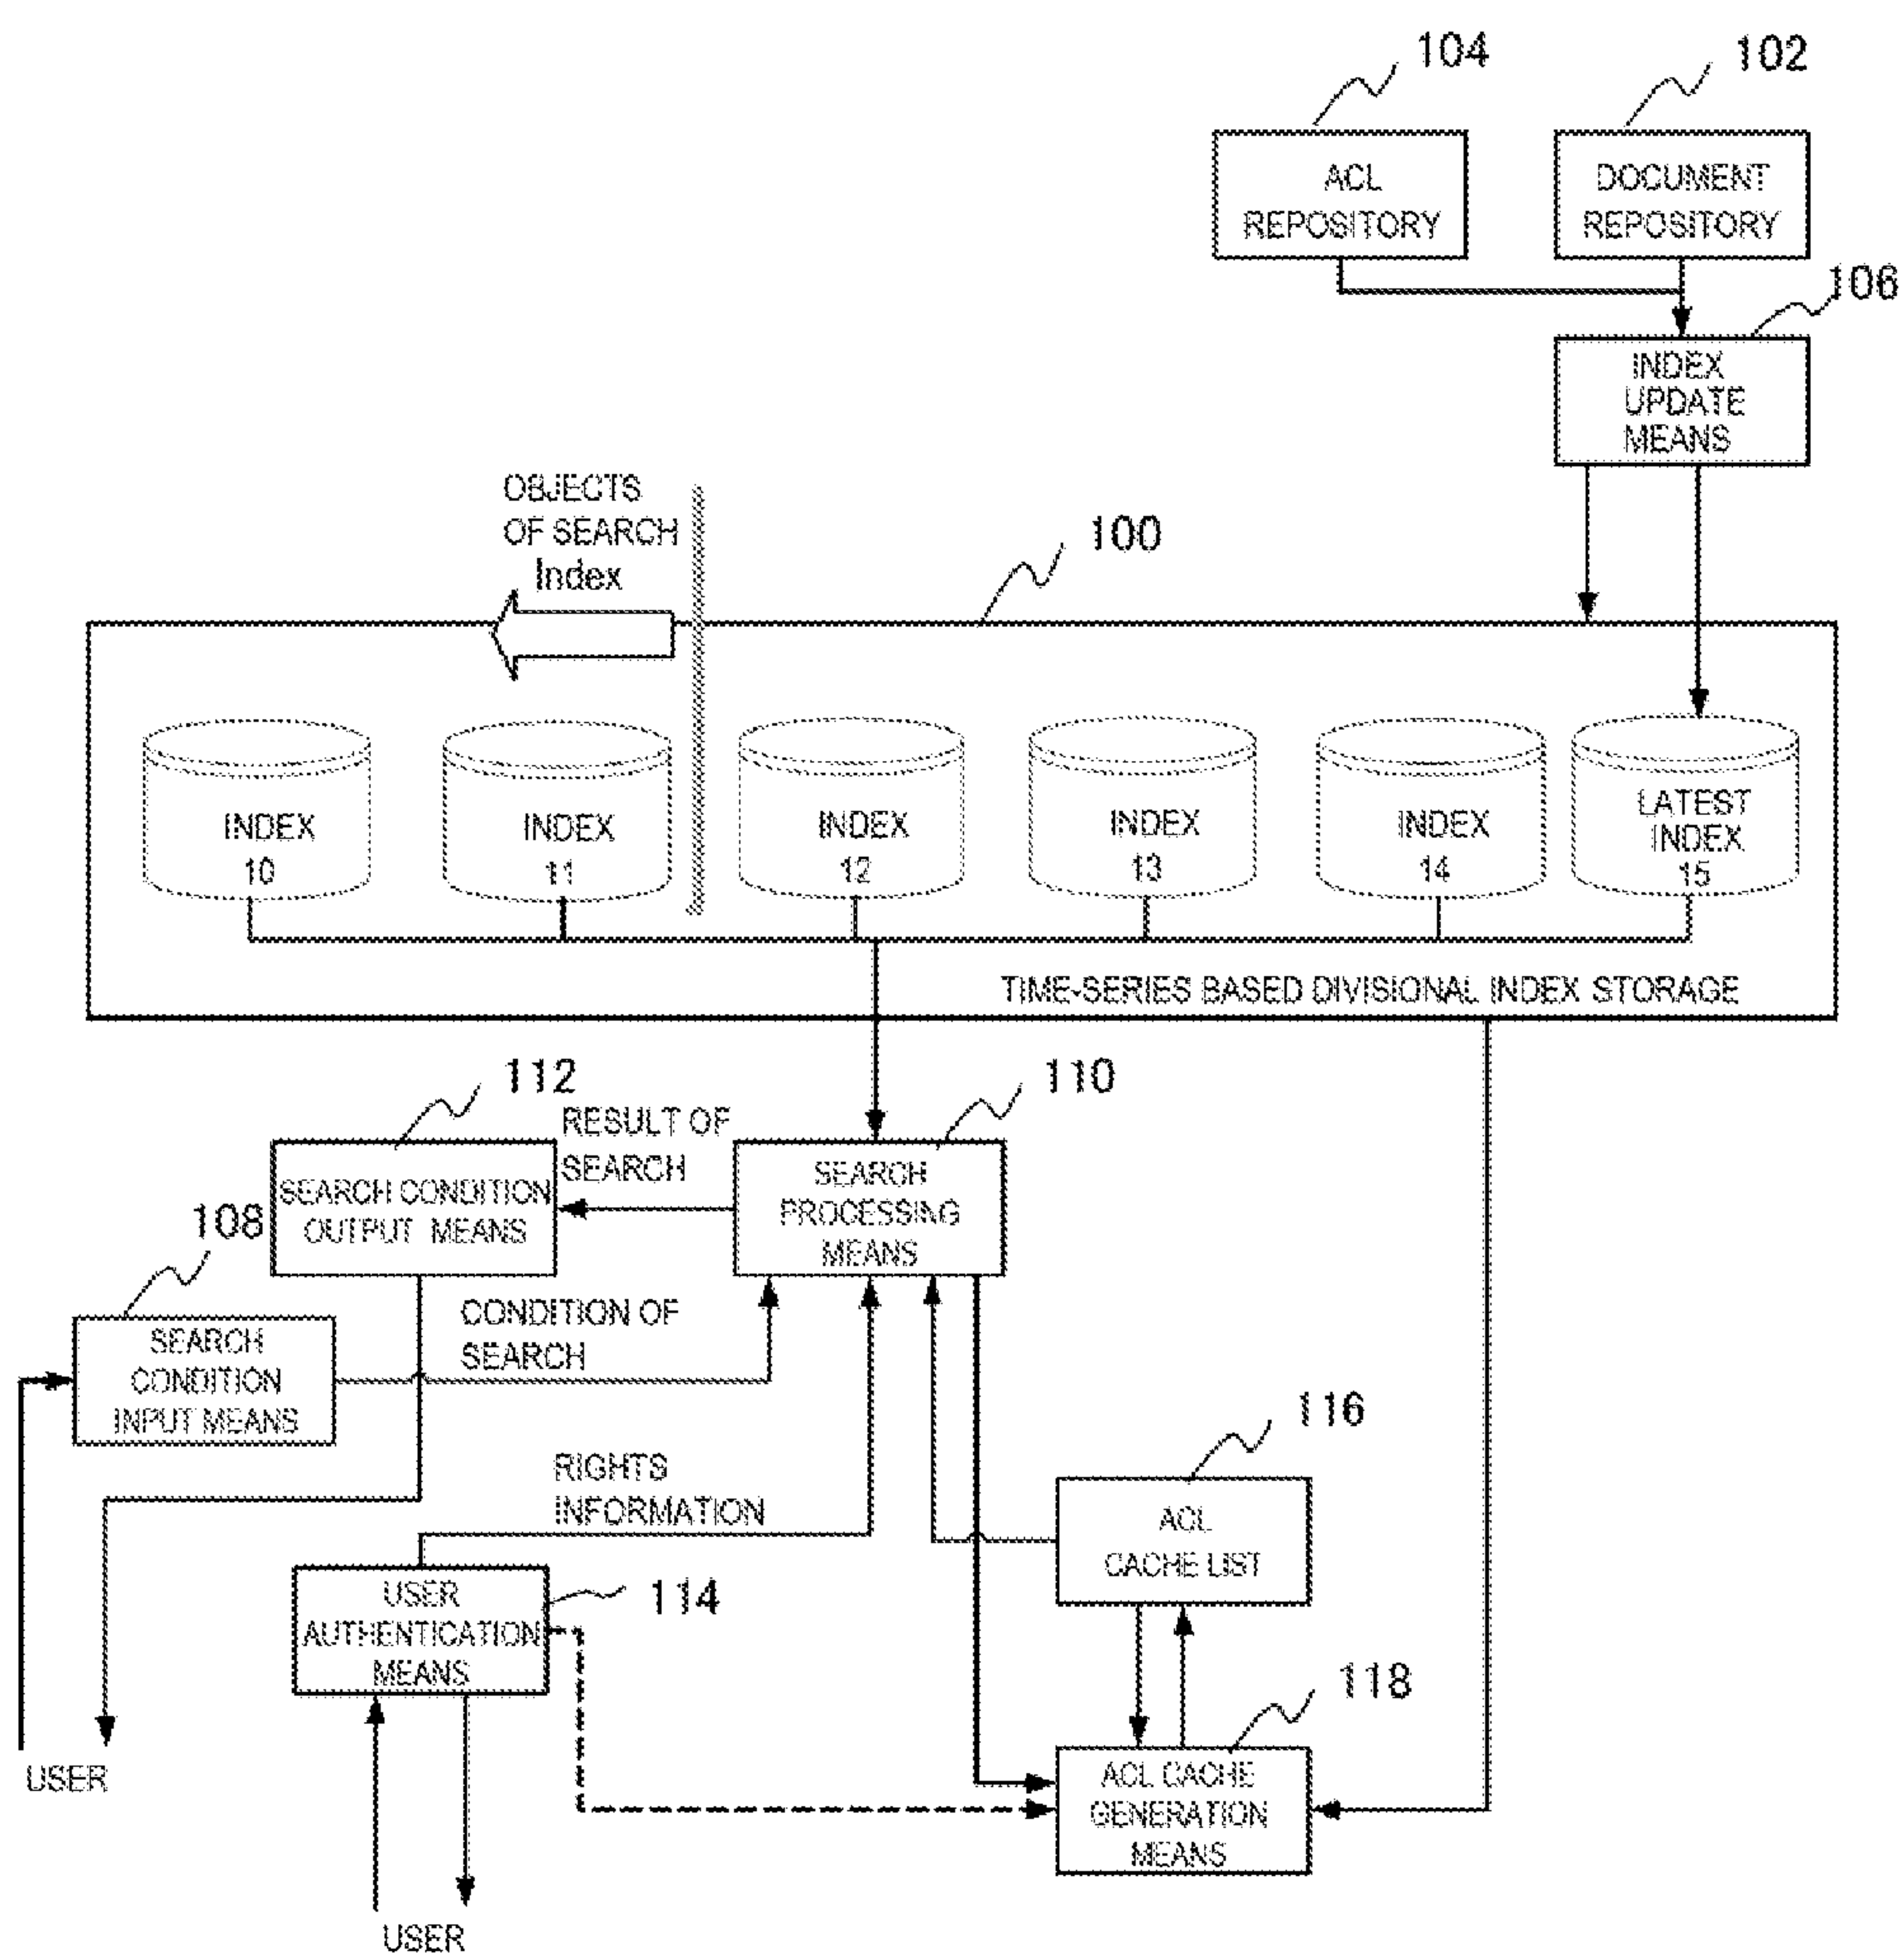 104
102
ACL
REPOSITORY
DOCUMENT
REPOSITORY
106
INDEX
UPDATE
MEANS
OBJECTS
OF SEARCH
Index
100
INDEX
10
INDEX
11
INDEX
12
INDEX
13
INDEX
14
LATEST
INDEX
15
TIME-SERIES BASED DIVISIONAL INDEX STORAGE
112
110
RESULT OF
SEARCH
SEARCH CONDITION
OUTPUT MEANS
SEARCH
PROCESSING
MEANS
108
SEARCH
CONDITION
INPUT MEANS
CONDITION OF
SEARCH
116
RIGHTS
INFORMATION
ACL
CACHE LIST
USER
AUTHENTICATION
MEANS
114
118
ACL CACHE
GENERATION
MEANS
USER
USER